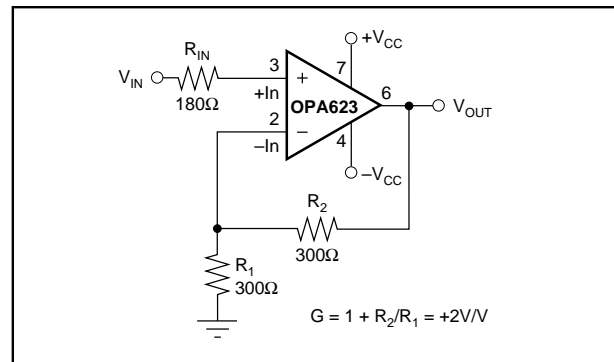 +V_CC
R_IN
V_IN
180Ω
3
+In
+
7
OPA623
6
V_OUT
2
–In
–
4
–V_CC
R_2
300Ω
R_1
300Ω
G = 1 + R_2/R_1 = +2V/V